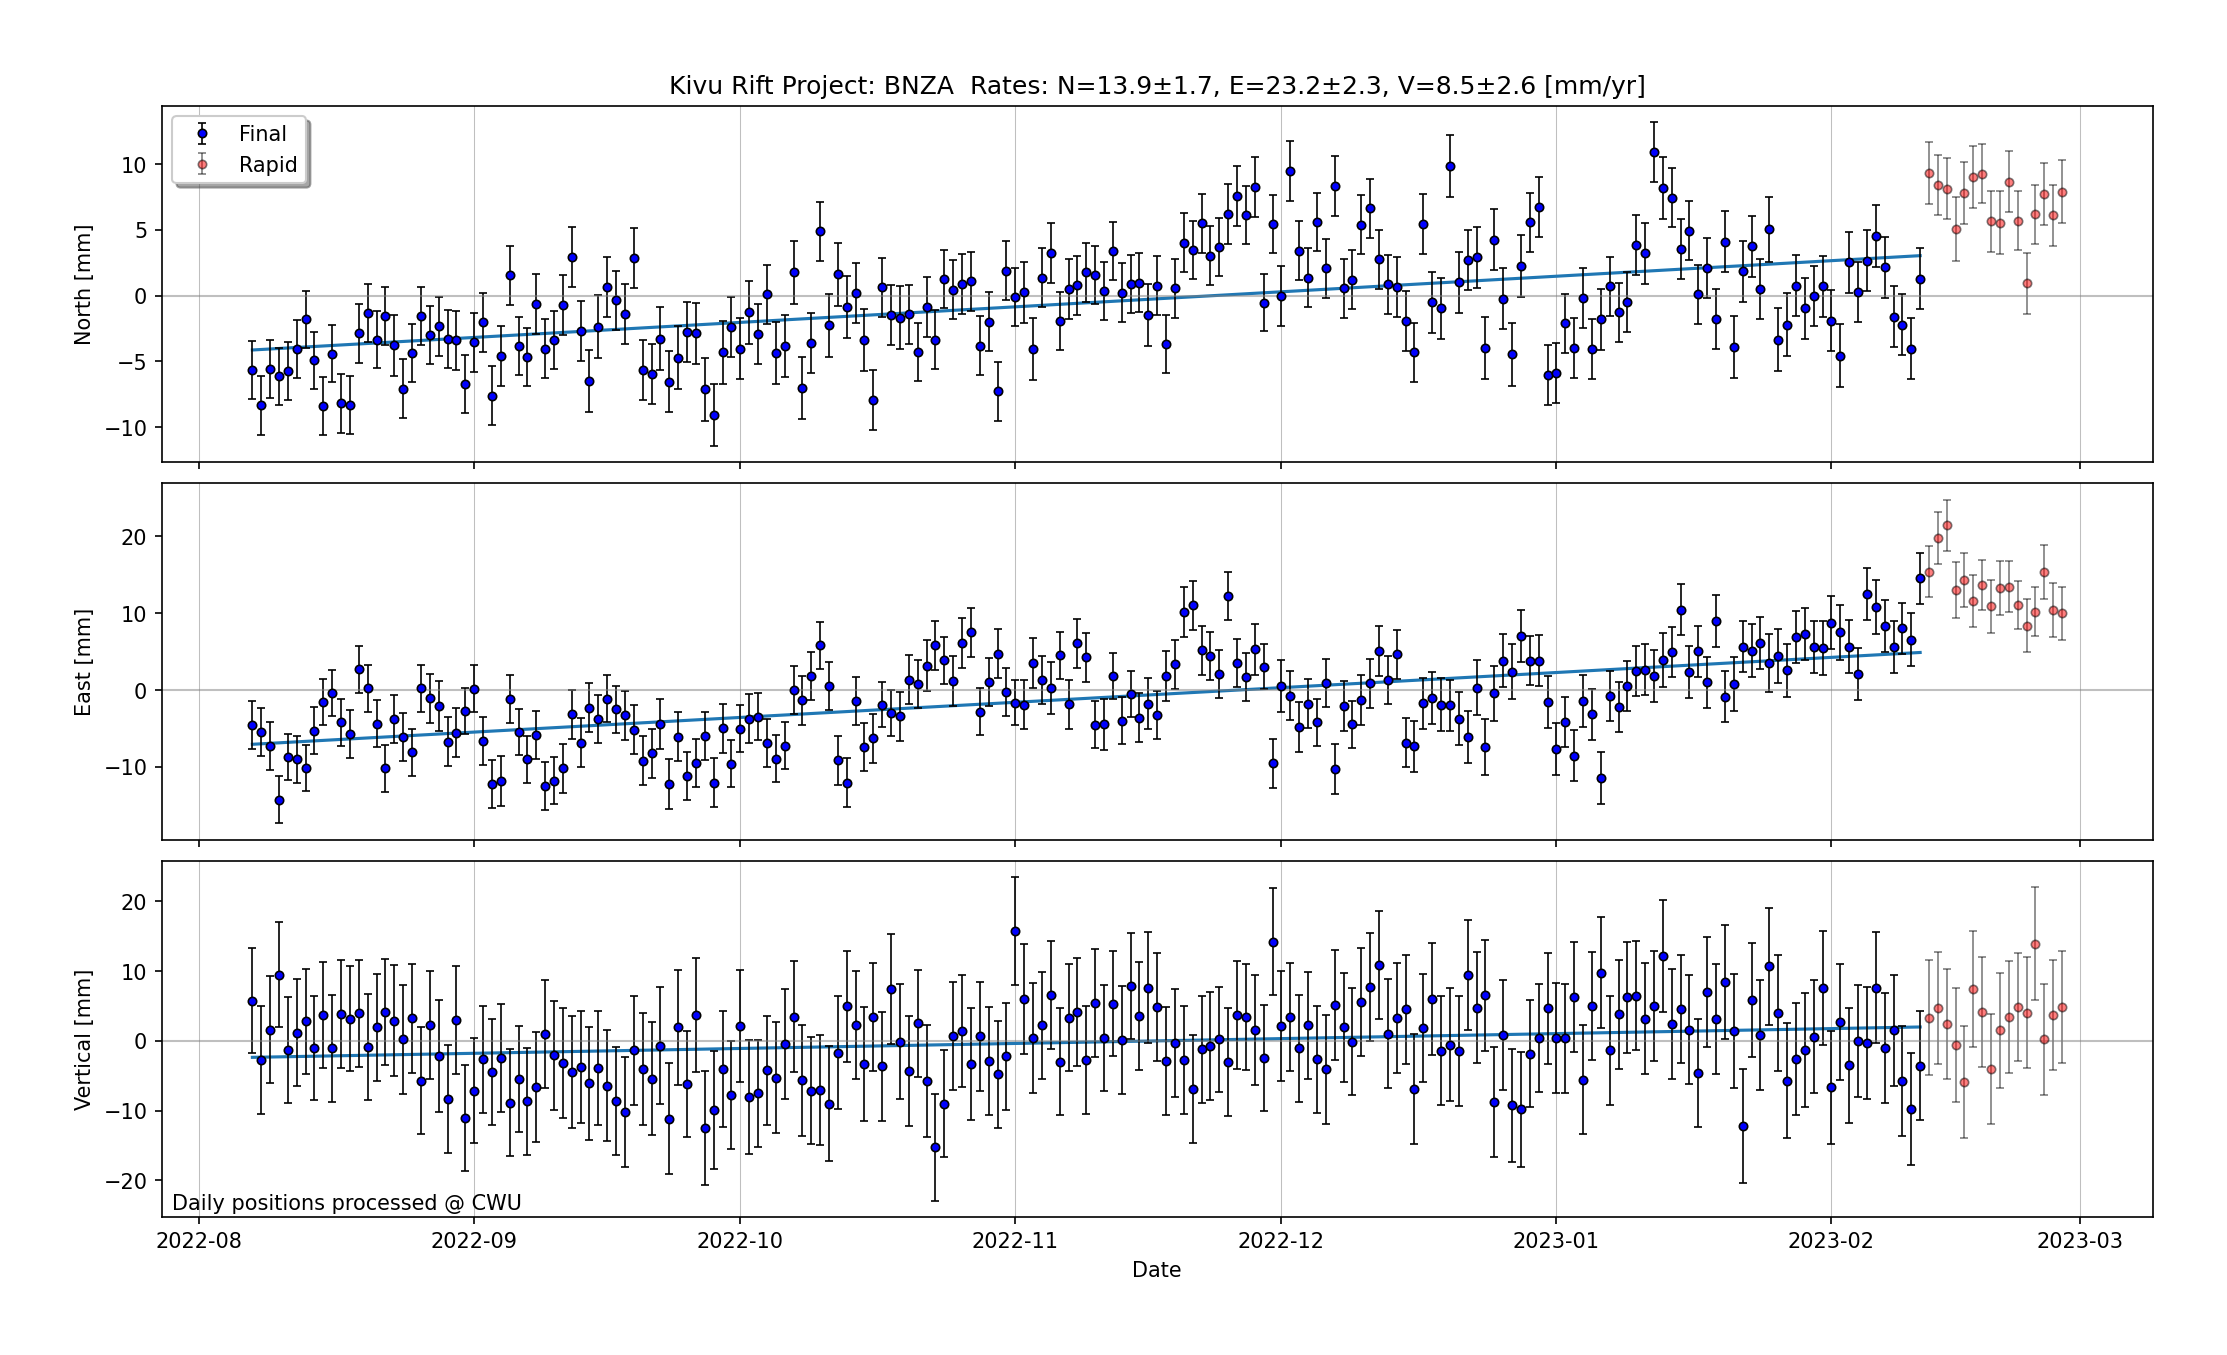 Kivu Rift Project: BNZA  Rates: N=13.9±1.7, E=23.2±2.3, V=8.5±2.6 [mm/yr]
Final
Rapid
North [mm]
10
5
0
−5
−10
East [mm]
20
10
0
−10
Vertical [mm]
20
10
0
−10
−20
Daily positions processed @ CWU
2022-08 2022-09 2022-10 2022-11 2022-12 2023-01 2023-02 2023-03
Date